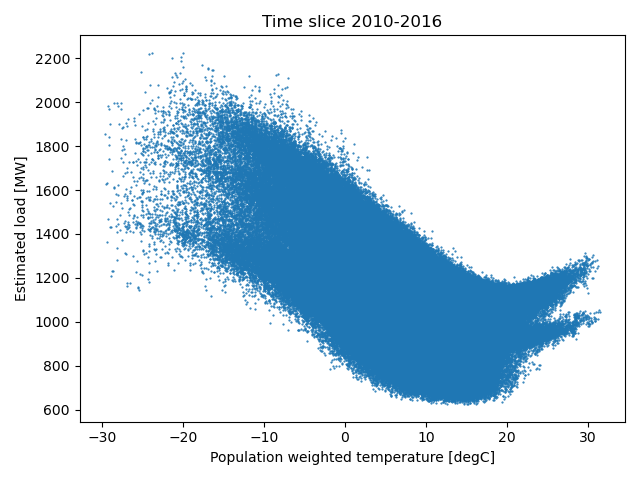 Time slice 2010-2016
2200
2000
1800
1600
1400
1200
1000
800
600
Estimated load [MW]
−30 −20 −10 0 10 20 30
Population weighted temperature [degC]